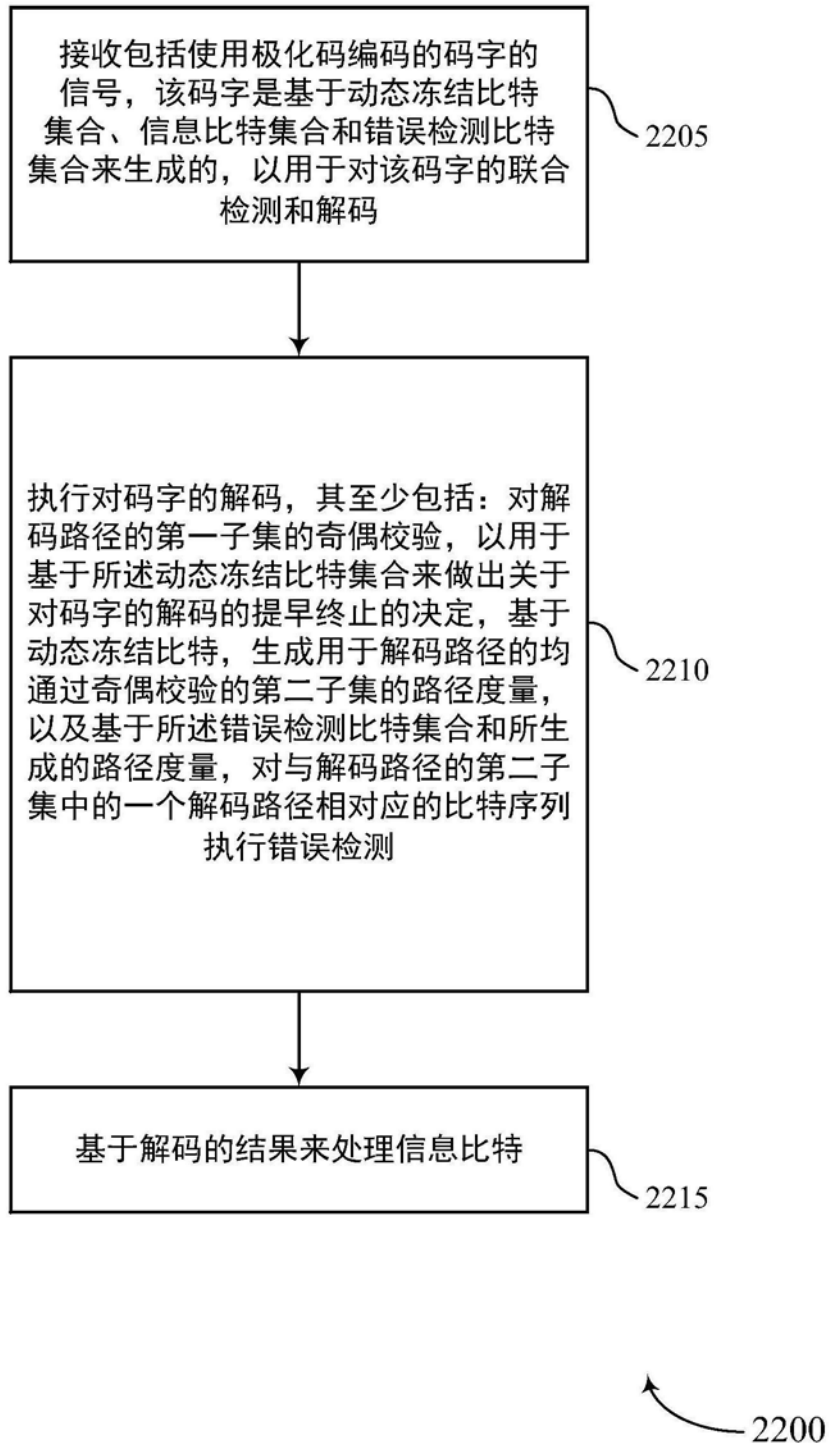 接收包括使用极化码编码的码字的
信号，该码字是基于动态冻结比特
集合、信息比特集合和错误检测比特
集合来生成的，以用于对该码字的联合
检测和解码
2205
执行对码字的解码，其至少包括：对解
码路径的第一子集的奇偶校验，以用于
基于所述动态冻结比特集合来做出关于
对码字的解码的提早终止的决定，基于
动态冻结比特，生成用于解码路径的均
通过奇偶校验的第二子集的路径度量，
以及基于所述错误检测比特集合和所生
成的路径度量，对与解码路径的第二子
集中的一个解码路径相对应的比特序列
执行错误检测
2210
基于解码的结果来处理信息比特
2215
2200